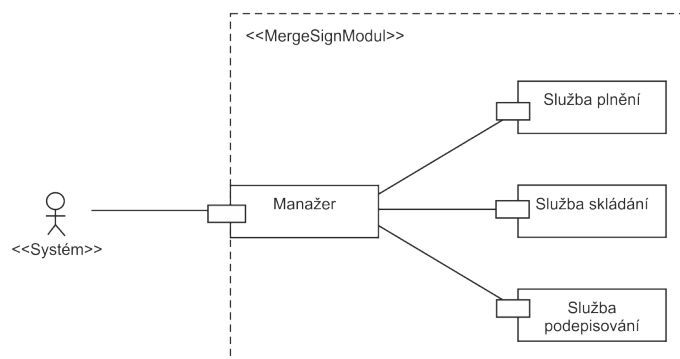 <<MergeSignModul>>
Služba plnění
Manažer
Služba skládání
<<Systém>>
Služba
podepisování